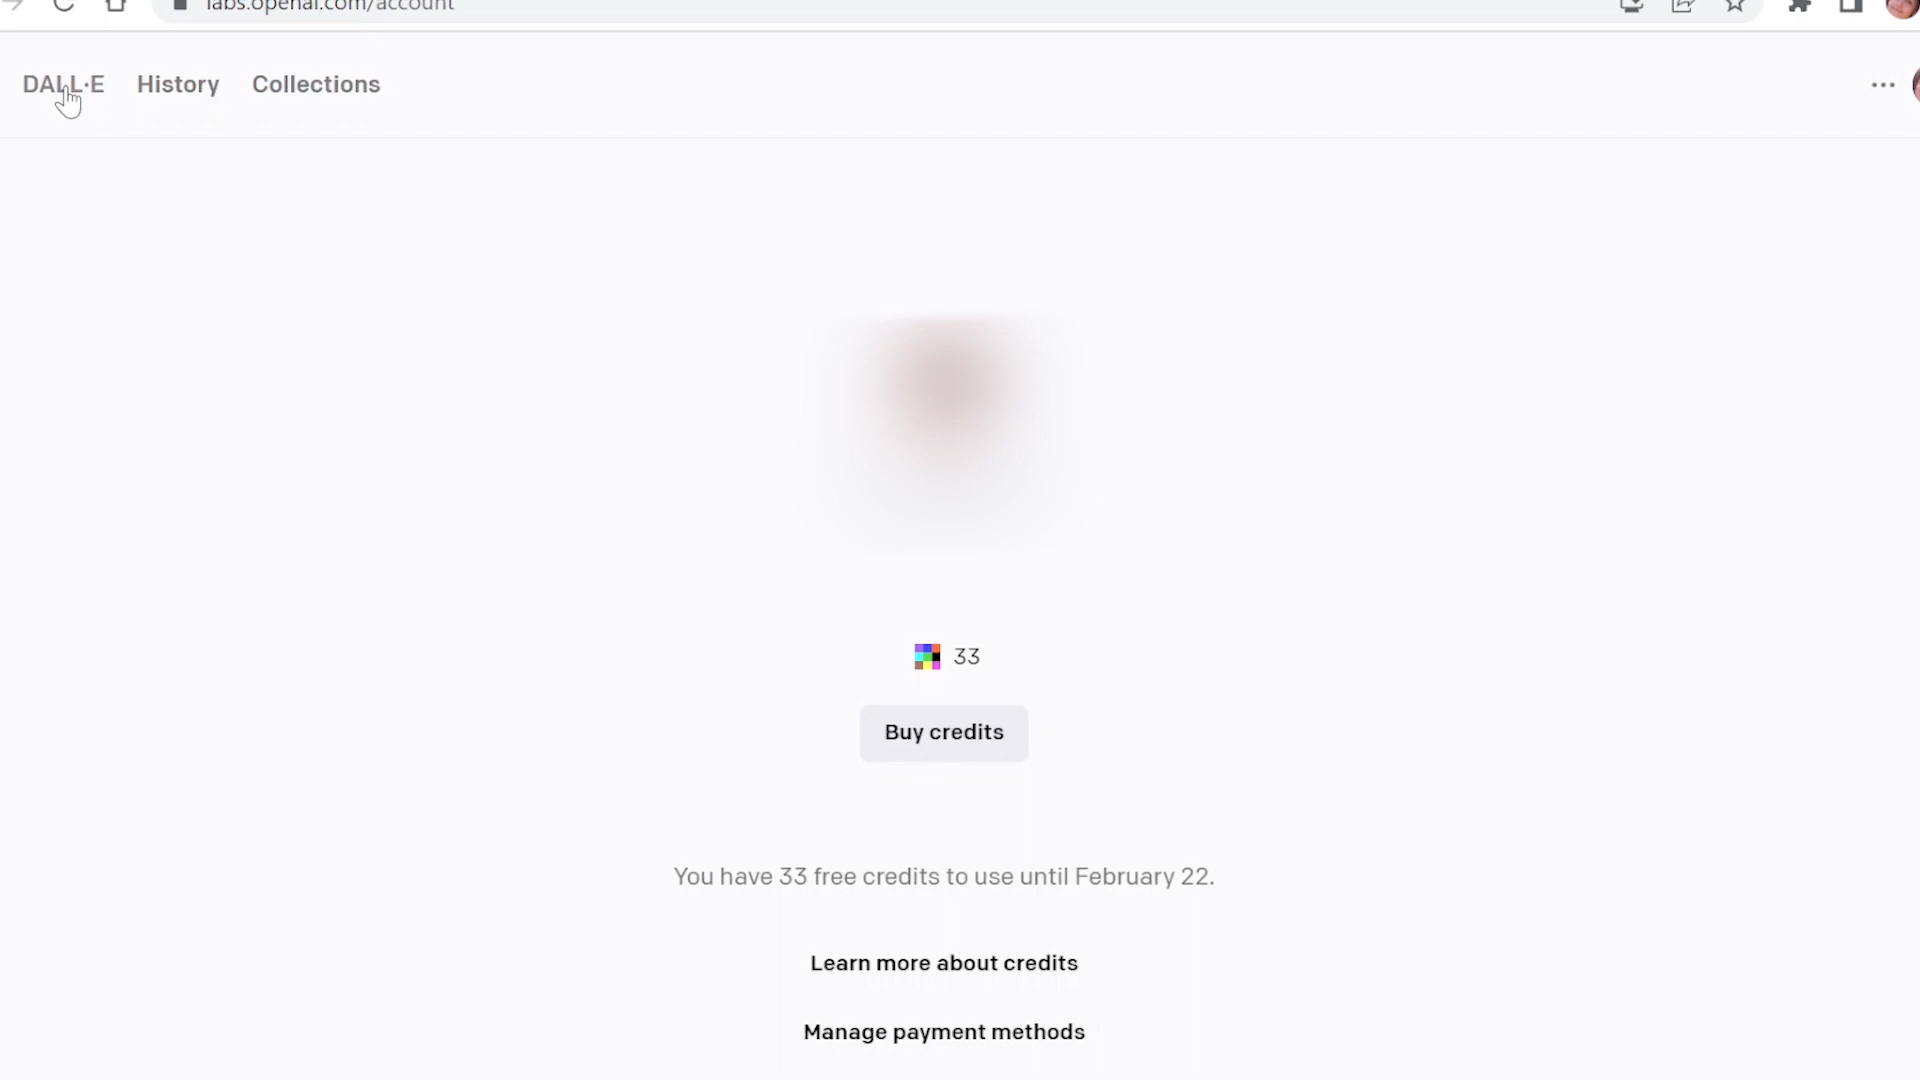 labs.openai.com/account
DALL·E History Collections
33
Buy credits
You have 33 free credits to use until February 22.
Learn more about credits
Manage payment methods